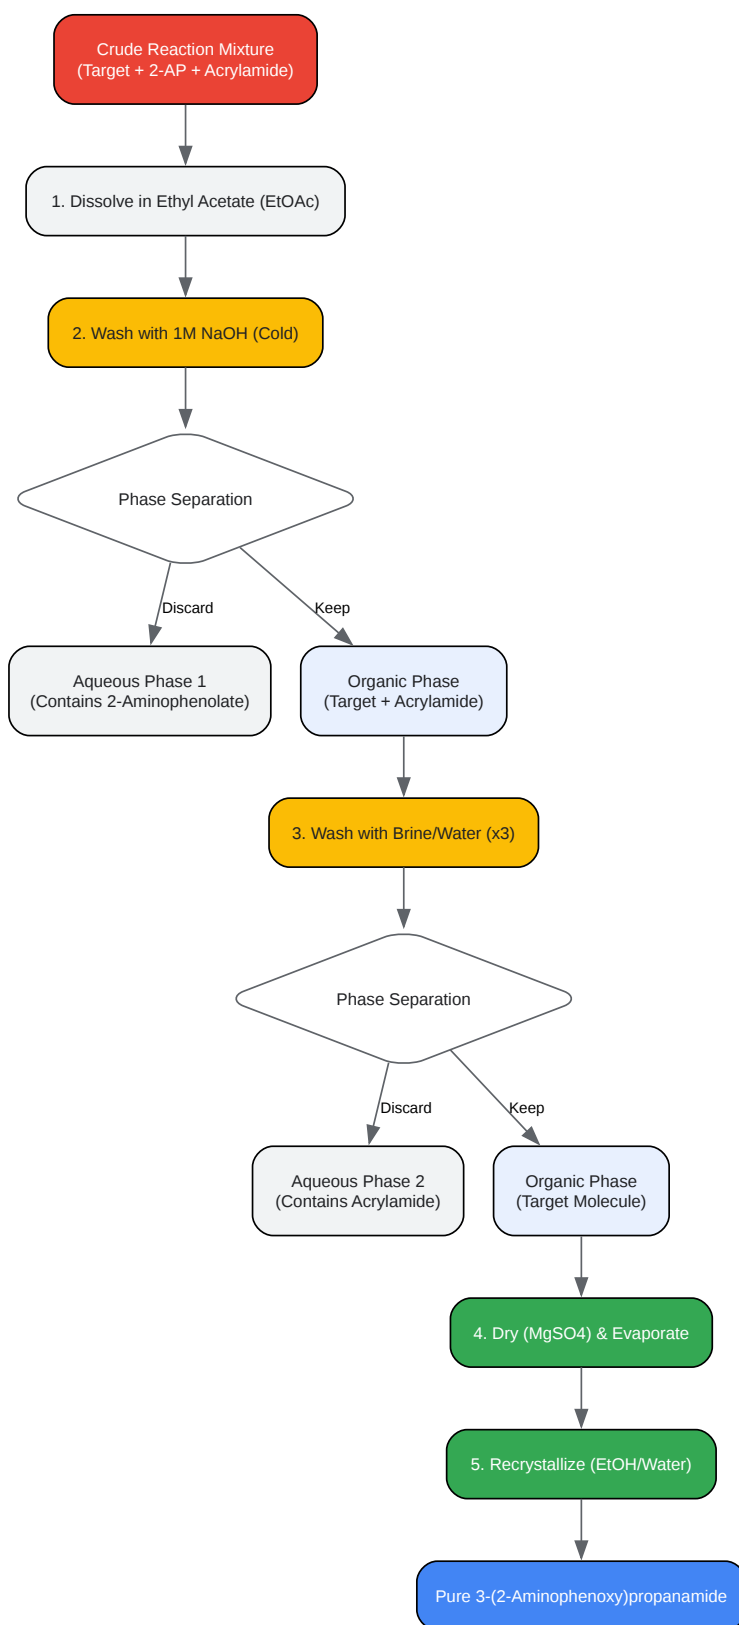 Crude Reaction Mixture
(Target + 2-AP + Acrylamide)
1. Dissolve in Ethyl Acetate (EtOAc)
2. Wash with 1M NaOH (Cold)
Phase Separation
Discard
Keep
Aqueous Phase 1
(Contains 2-Aminophenolate)
Organic Phase
(Target + Acrylamide)
3. Wash with Brine/Water (x3)
Phase Separation
Discard
Keep
Aqueous Phase 2
(Contains Acrylamide)
Organic Phase
(Target Molecule)
4. Dry (MgSO4) & Evaporate
5. Recrystallize (EtOH/Water)
Pure 3-(2-Aminophenoxy)propanamide